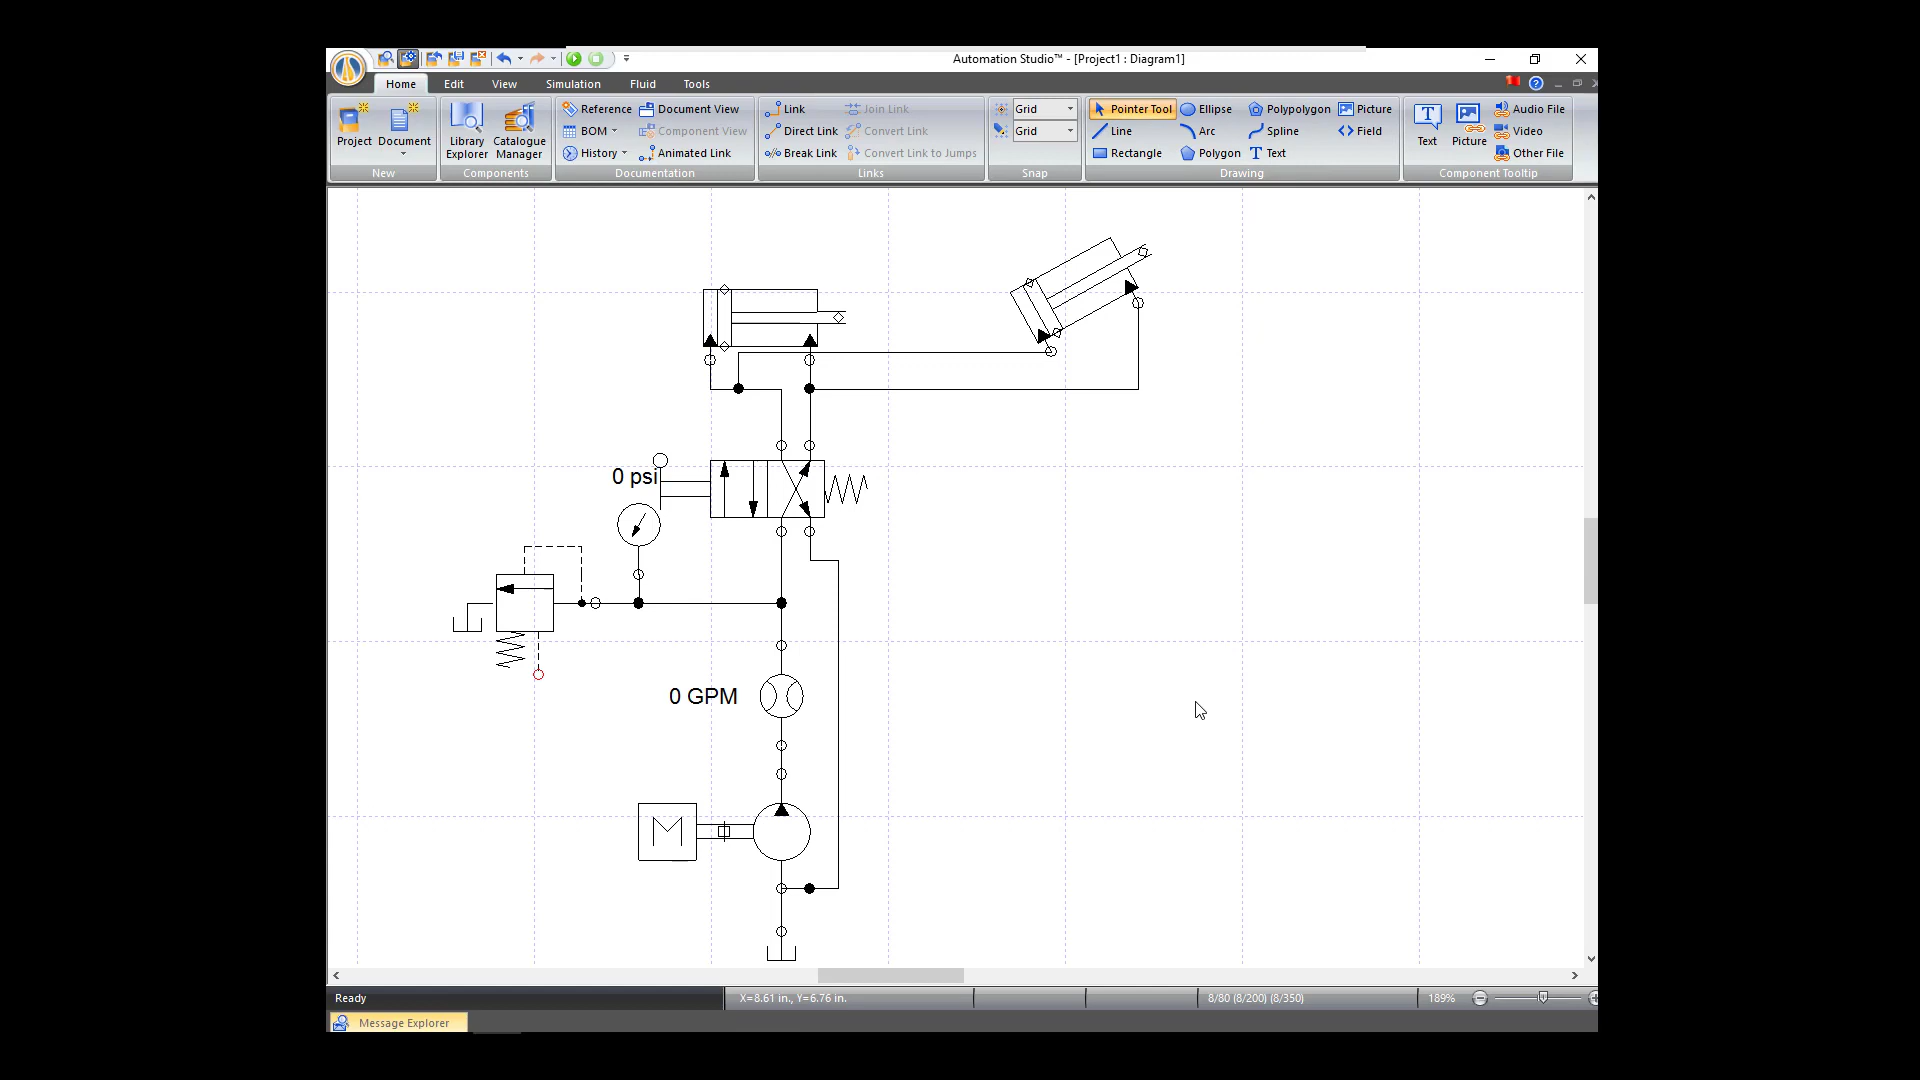 Automation Studio™ - [Project1 : Diagram1]
Home Edit View Simulation Fluid Tools
Project
Document
New
Library Explorer
Catalogue Manager
Components
Reference
BOM
History
Document View
Component View
Animated Link
Documentation
Link
Direct Link
Break Link
Join Link
Convert Link
Convert Link to Jumps
Links
Grid
Grid
Snap
Pointer Tool
Line
Rectangle
Ellipse
Arc
Polygon
Polypolygon
Spline
Text
Picture
Field
Drawing
Text
Picture
Audio File
Video
Other File
Component Tooltip
0 psi
0 GPM
M
Ready
X=8.61 in., Y=6.76 in.
8/80 (8/200) (8/350)
189%
Message Explorer